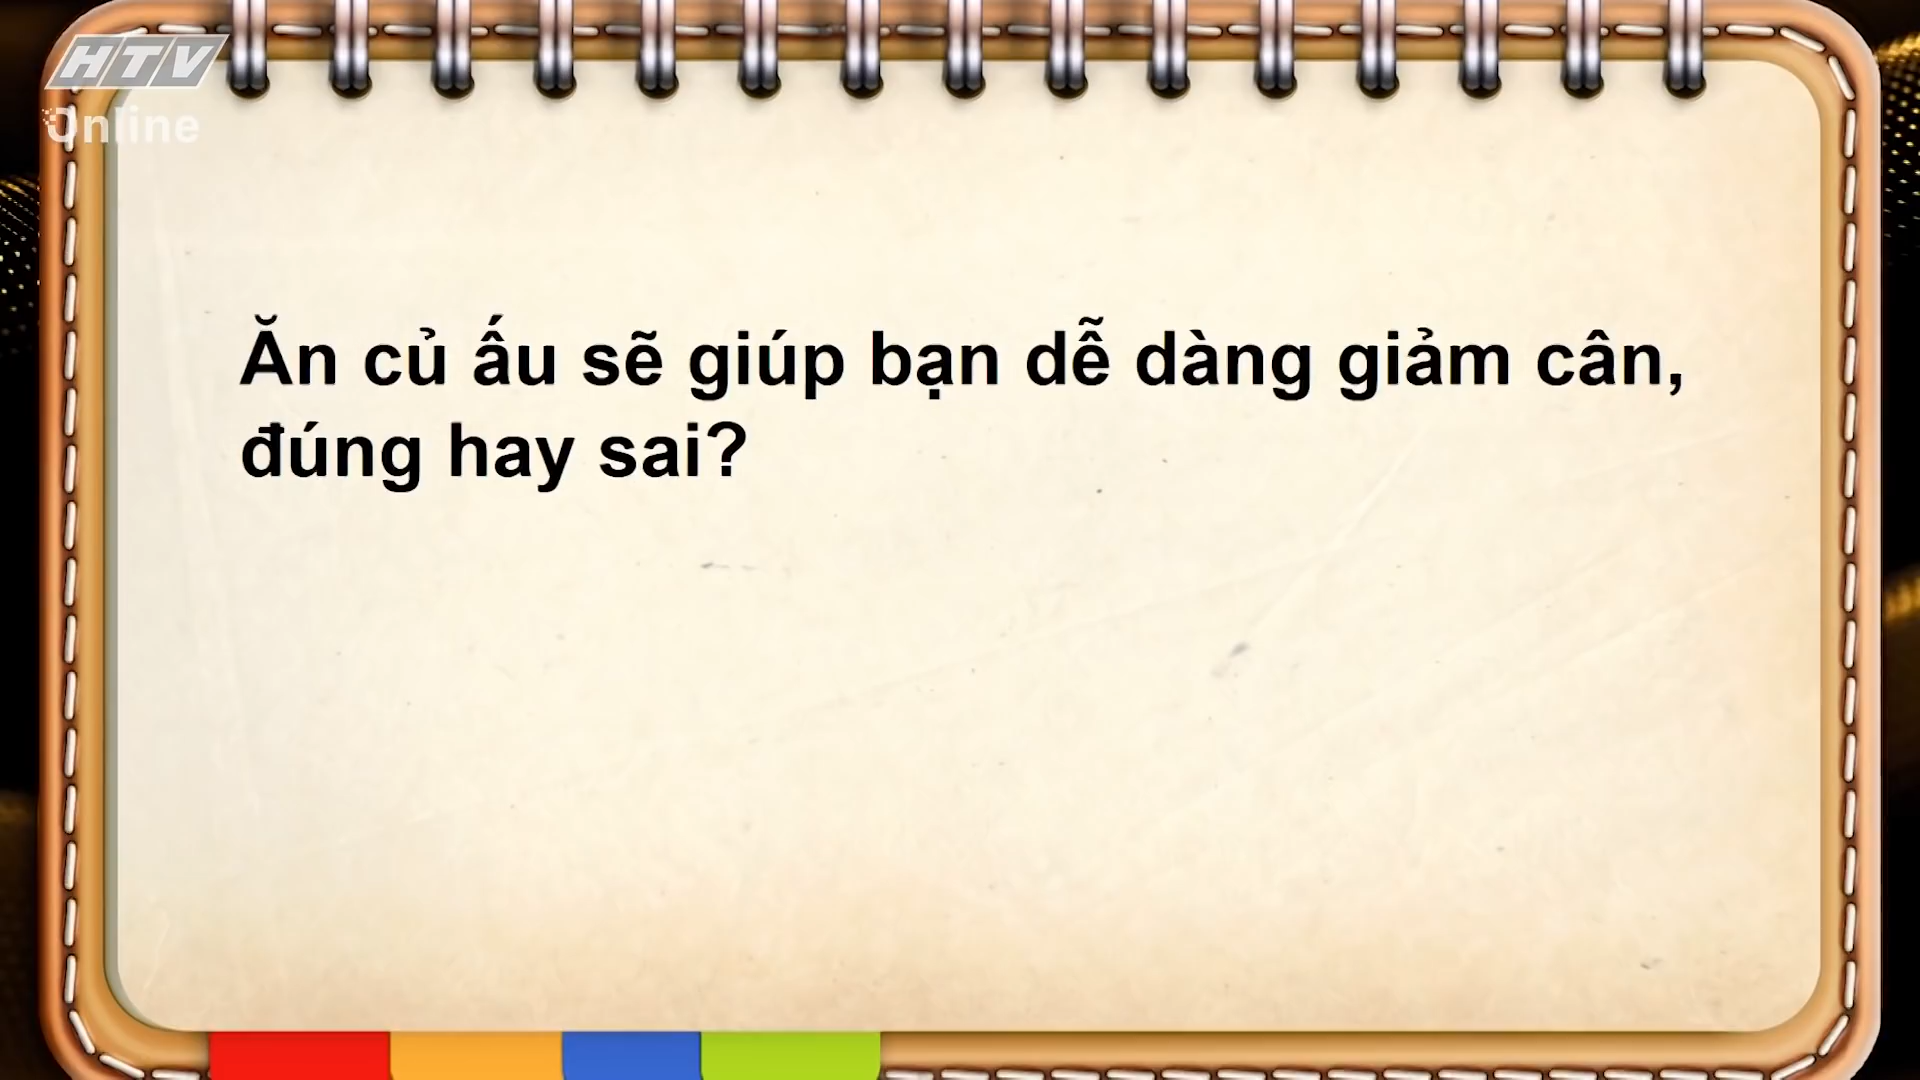 HTV
Online
Ăn củ ấu sẽ giúp bạn dễ dàng giảm cân,
đúng hay sai?